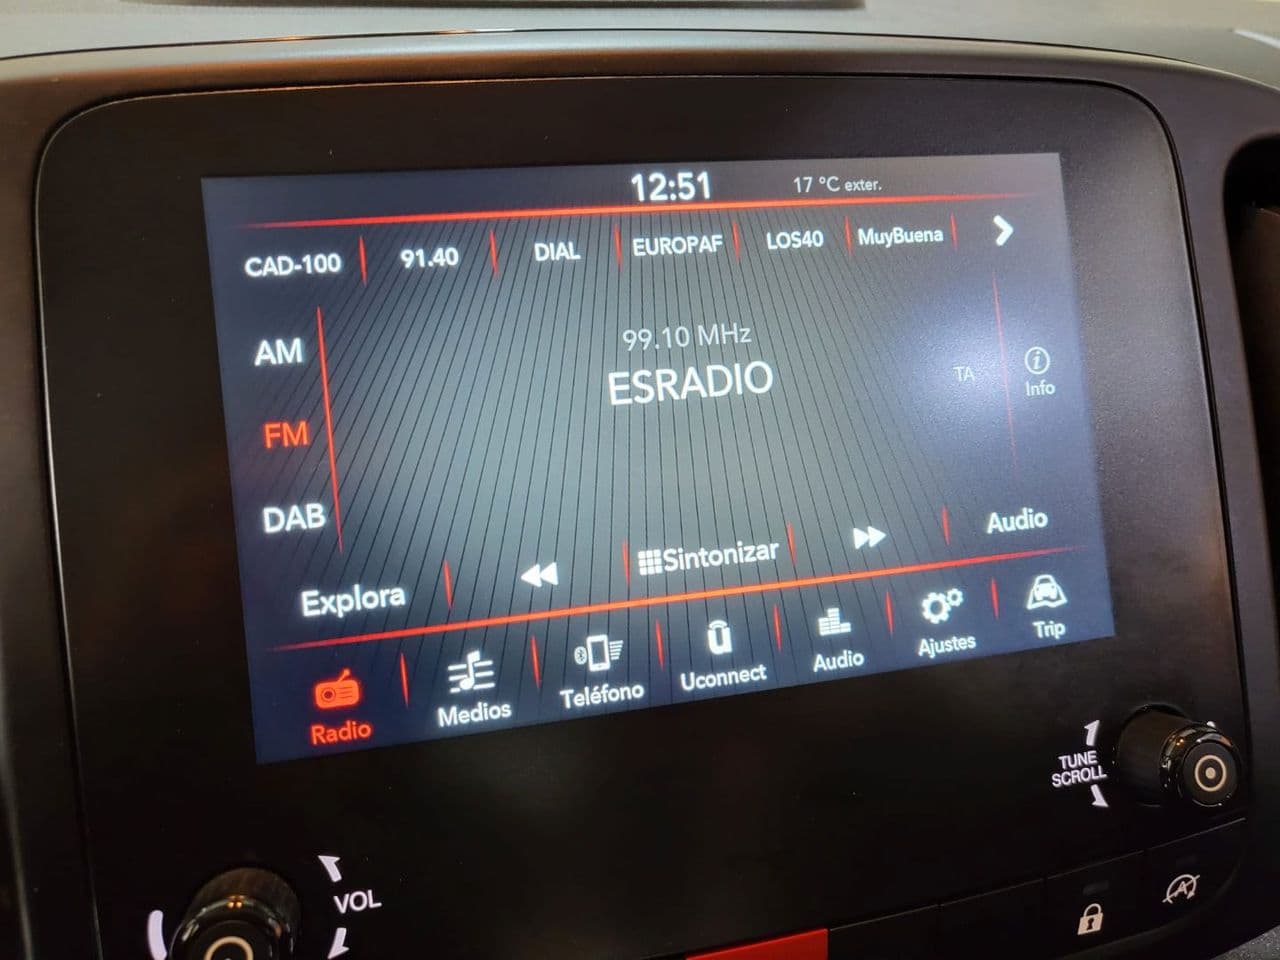 12:51
17 °C exter.
CAD-100 91.40 DIAL EUROPAF LOS40 MuyBuena
99.10 MHz
ESRADIO
AM
FM
DAB
TA
Info
Explora
Sintonizar
Audio
Radio Medios Teléfono Uconnect Audio Ajustes Trip
TUNE
SCROLL
VOL